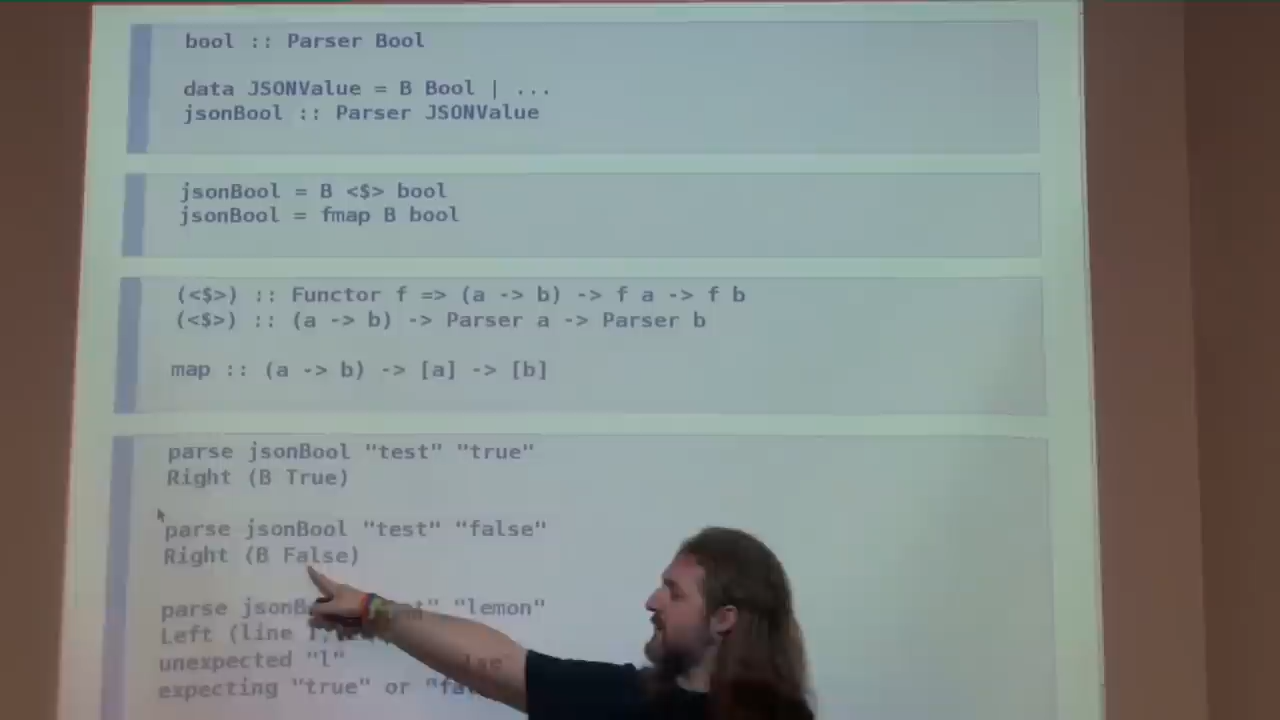 bool :: Parser Bool
data JSONValue = B Bool | ...
jsonBool :: Parser JSONValue
jsonBool = B <$> bool
jsonBool = fmap B bool
(<$>) :: Functor f => (a -> b) -> f a -> f b
(<$>) :: (a -> b) -> Parser a -> Parser b
map :: (a -> b) -> [a] -> [b]
parse jsonBool "test" "true"
Right (B True)
parse jsonBool "test" "false"
Right (B False)
parse "lemon"
Left (line
unexpected "l"
expecting "true" or